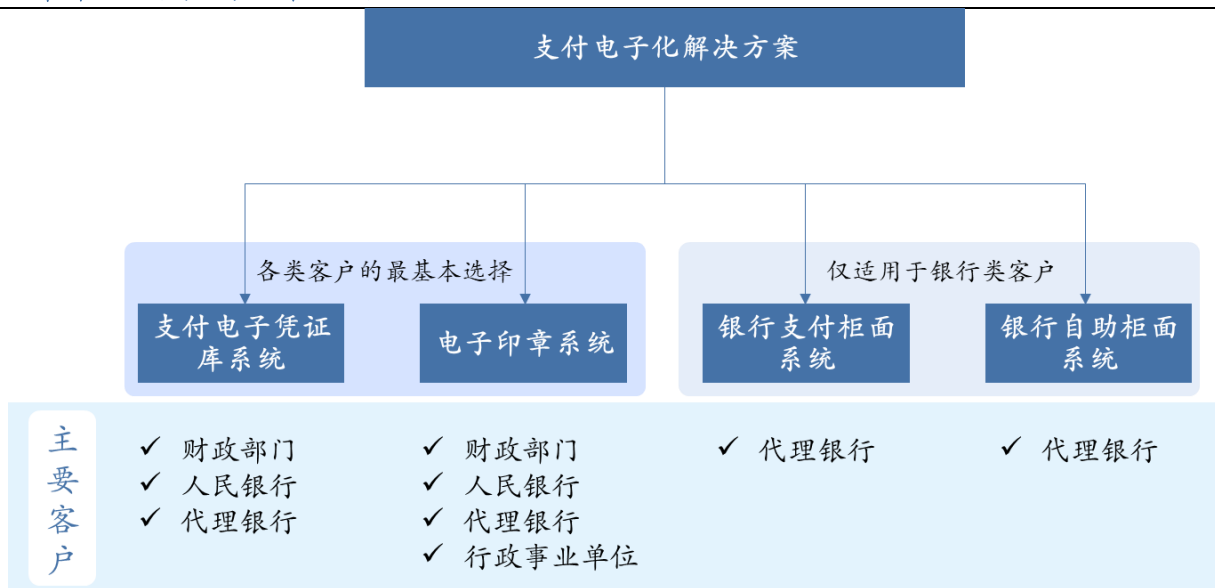 支付电子化解决方案
各类客户的最基本选择
仅适用于银行类客户
支付电子凭证
库系统
电子印章系统
银行支付柜面
系统
银行自助柜面
系统
主要客户
✓ 财政部门
✓ 人民银行
✓ 代理银行
✓ 财政部门
✓ 人民银行
✓ 代理银行
✓ 行政事业单位
✓ 代理银行
✓ 代理银行